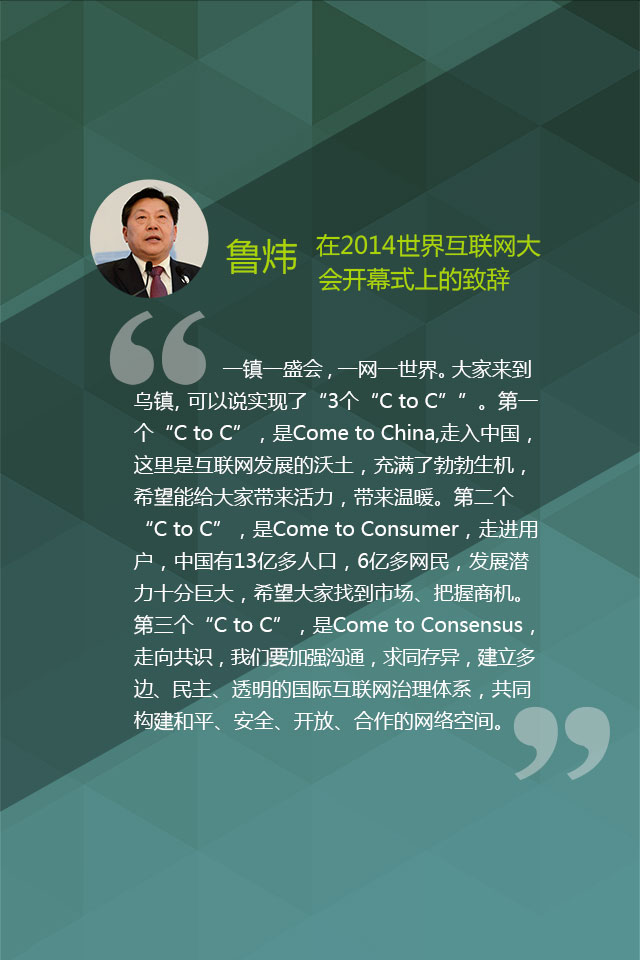 鲁炜 在2014世界互联网大
会开幕式上的致辞
“
一镇一盛会，一网一世界。大家来到
乌镇，可以说实现了“3个“C to C””。第一
个“C to C”，是Come to China,走入中国，
这里是互联网发展的沃土，充满了勃勃生机，
希望能给大家带来活力，带来温暖。第二个
“C to C”，是Come to Consumer，走进用
户，中国有13亿多人口，6亿多网民，发展潜
力十分巨大，希望大家找到市场、把握商机。
第三个“C to C”，是Come to Consensus，
走向共识，我们要加强沟通，求同存异，建立多
边、民主、透明的国际互联网治理体系，共同
构建和平、安全、开放、合作的网络空间。
”